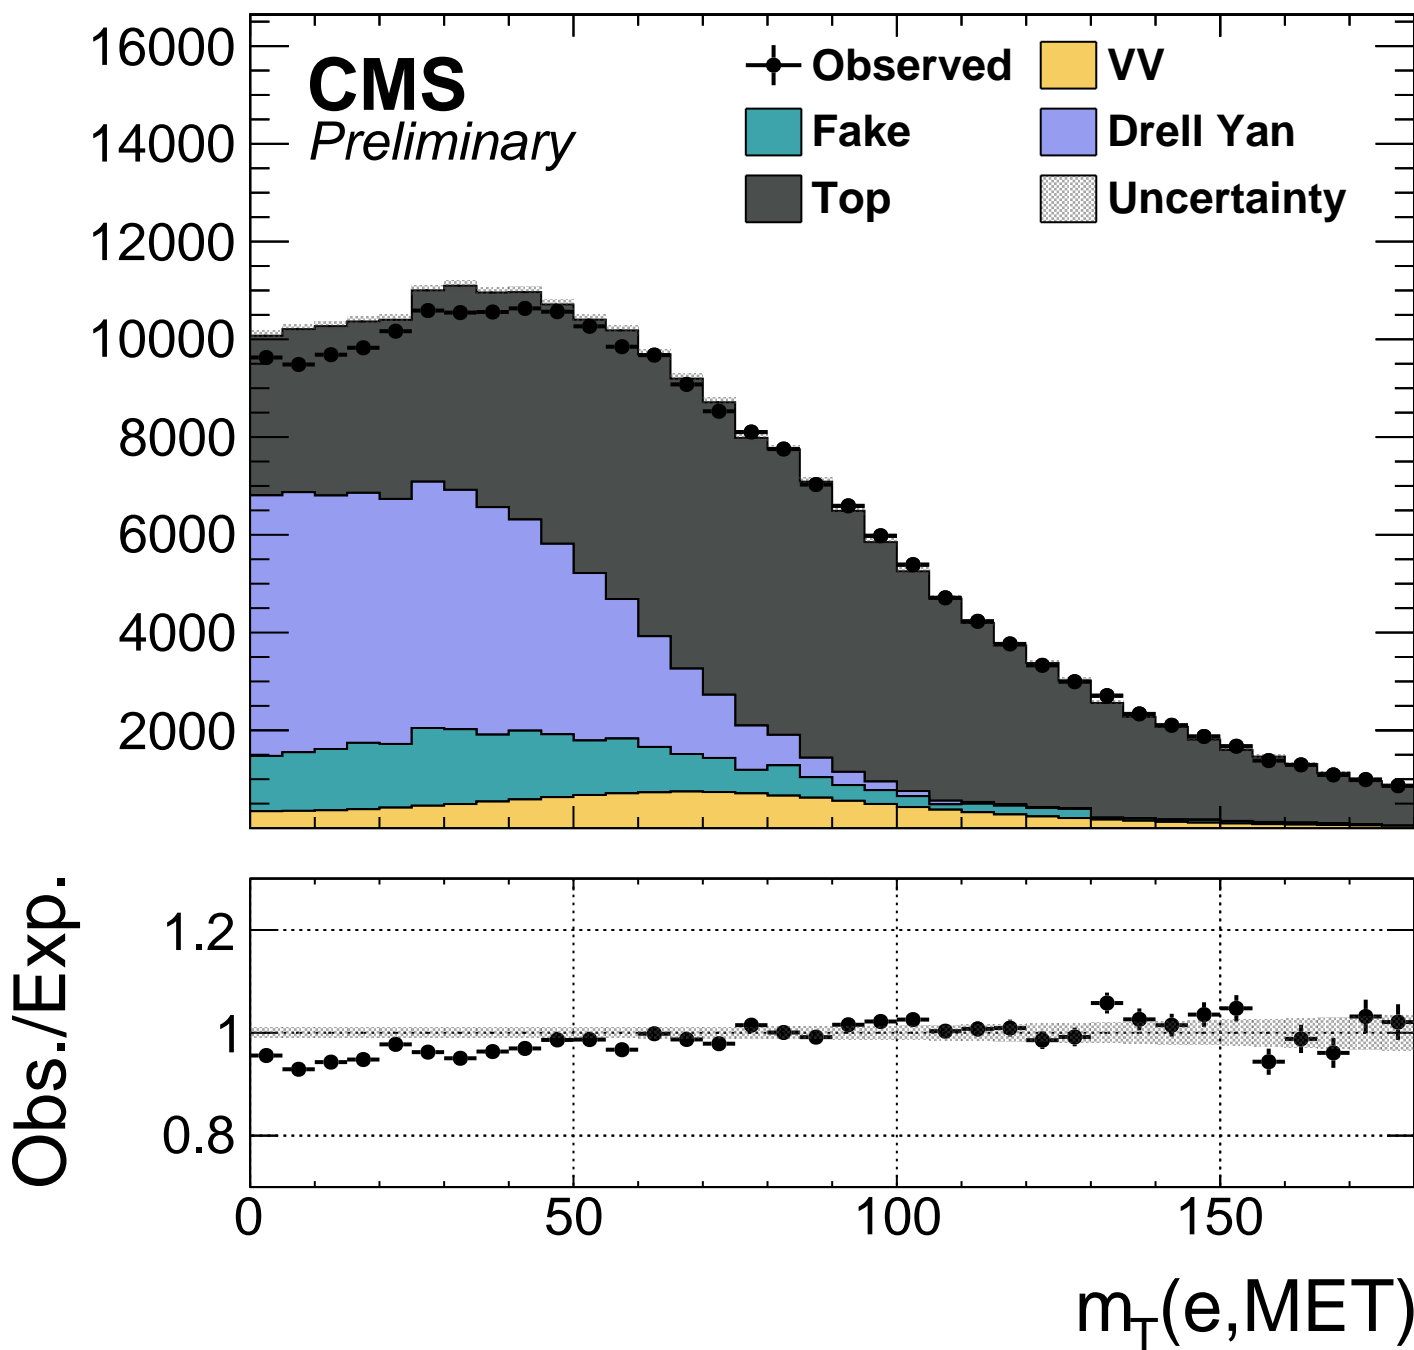 16000
14000
12000
10000
8000
6000
4000
2000
CMS
Preliminary
Observed
VV
Fake
Drell Yan
Top
Uncertainty
Obs./Exp.
1.2
1
0.8
0
50
100
150
m_T(e,MET)